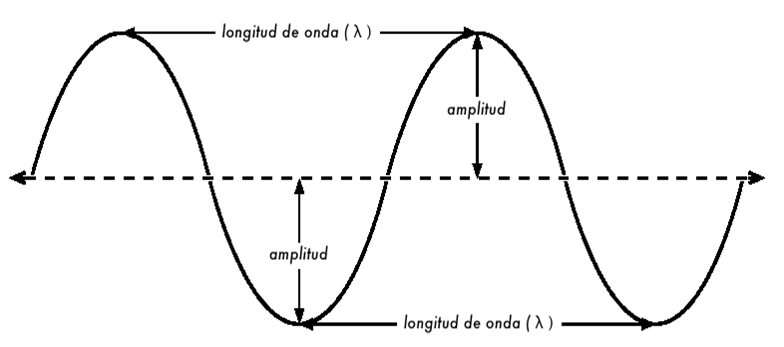 longitud de onda ( λ )
amplitud
amplitud
longitud de onda ( λ )